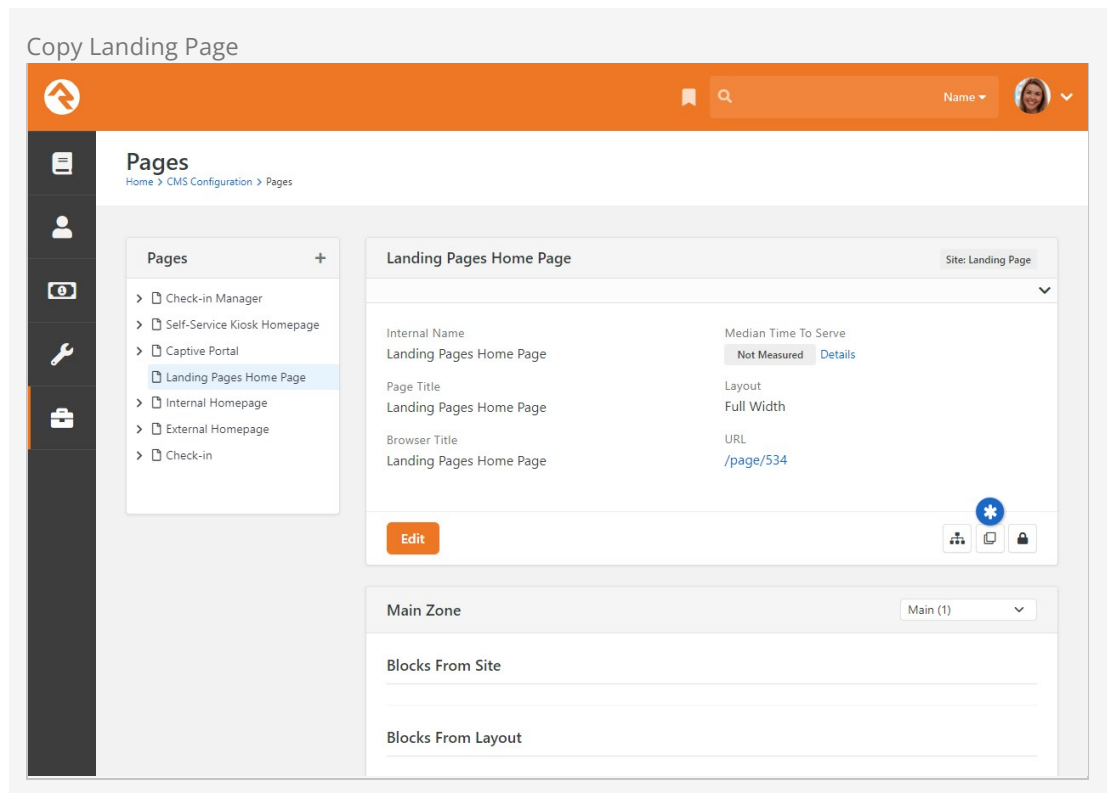 Copy Landing Page
Name
Pages
Home > CMS Configuration > Pages
Pages +
Check-in Manager
Self-Service Kiosk Homepage
Captive Portal
Landing Pages Home Page
Internal Homepage
External Homepage
Check-in
Landing Pages Home Page
Site: Landing Page
Internal Name
Landing Pages Home Page
Median Time To Serve
Not Measured Details
Page Title
Landing Pages Home Page
Layout
Full Width
Browser Title
Landing Pages Home Page
URL
/page/534
Edit
Main Zone
Main (1)
Blocks From Site
Blocks From Layout